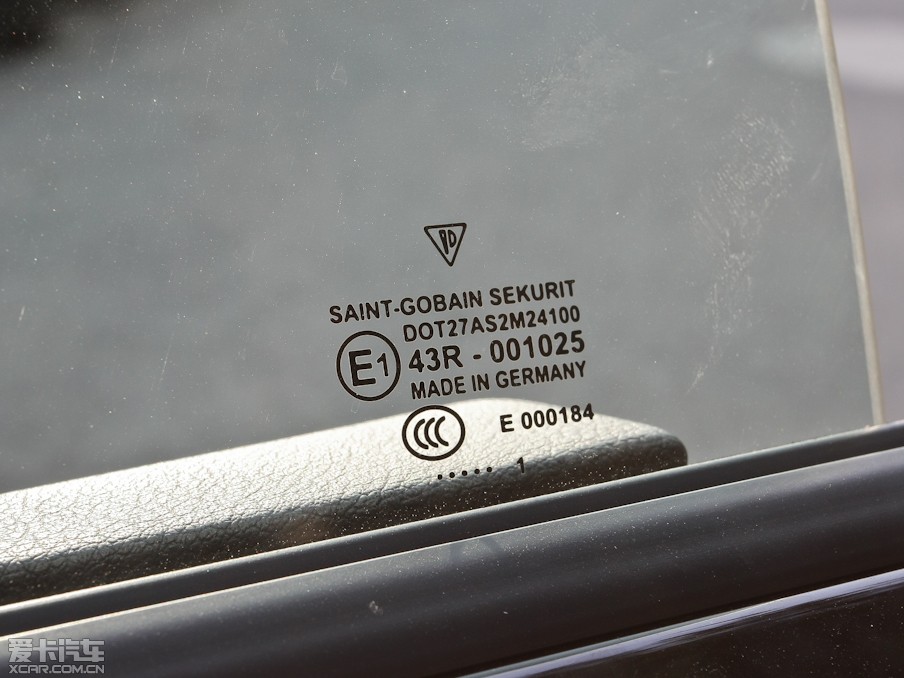 SAINT-GOBAIN SEKURIT
DOT27AS2M24100
E1 43R - 001025
MADE IN GERMANY
CCC E 000184
..... 1
爱卡汽车
XCAR.COM.CN